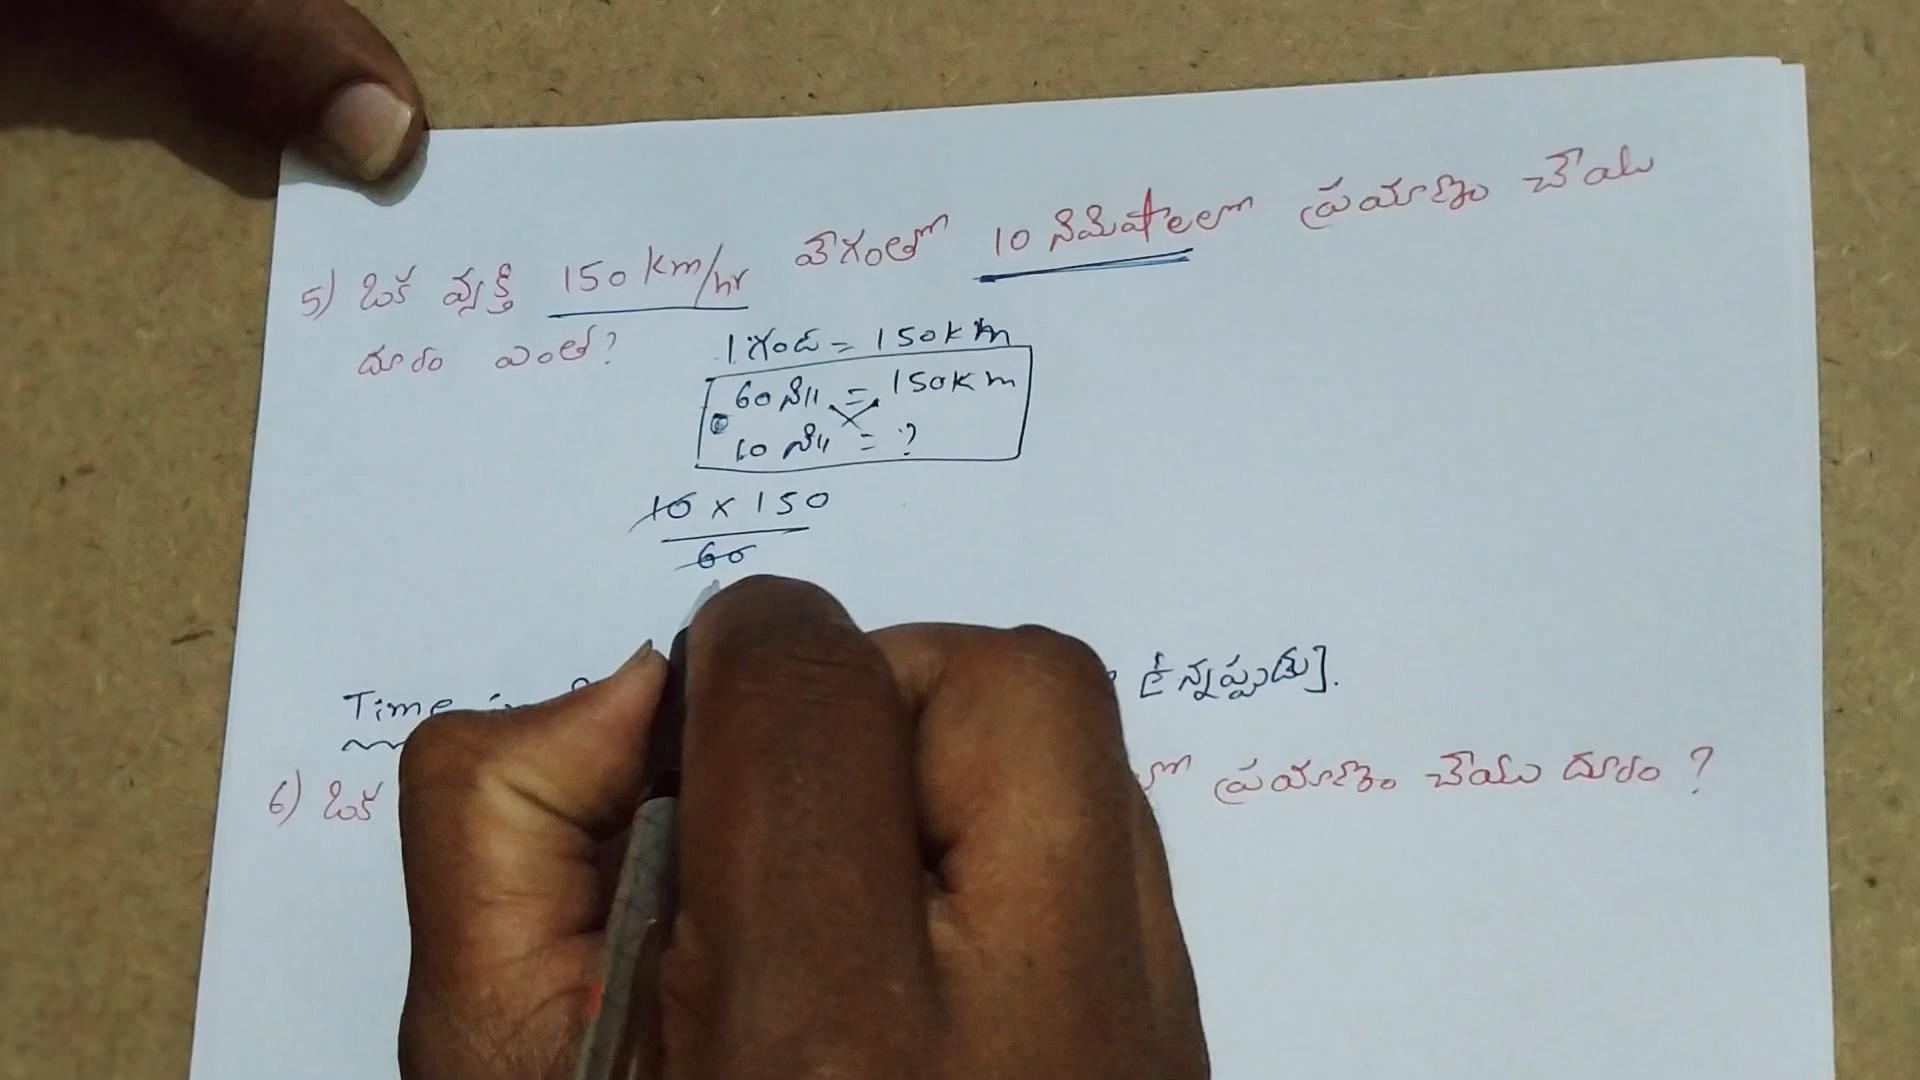 5) ఒక వ్యక్తి 150 km/hr వేగంతో 10 నిమిషాలలో ప్రయాణం చేయు
దూరం ఎంత?
1 గంట = 150 km
60 ని॥ = 150 km
10 ని॥ = ?
10 x 150
60
Time in
ఉన్నప్పుడు].
6) ఒక
లో ప్రయాణం చేయు దూరం ?